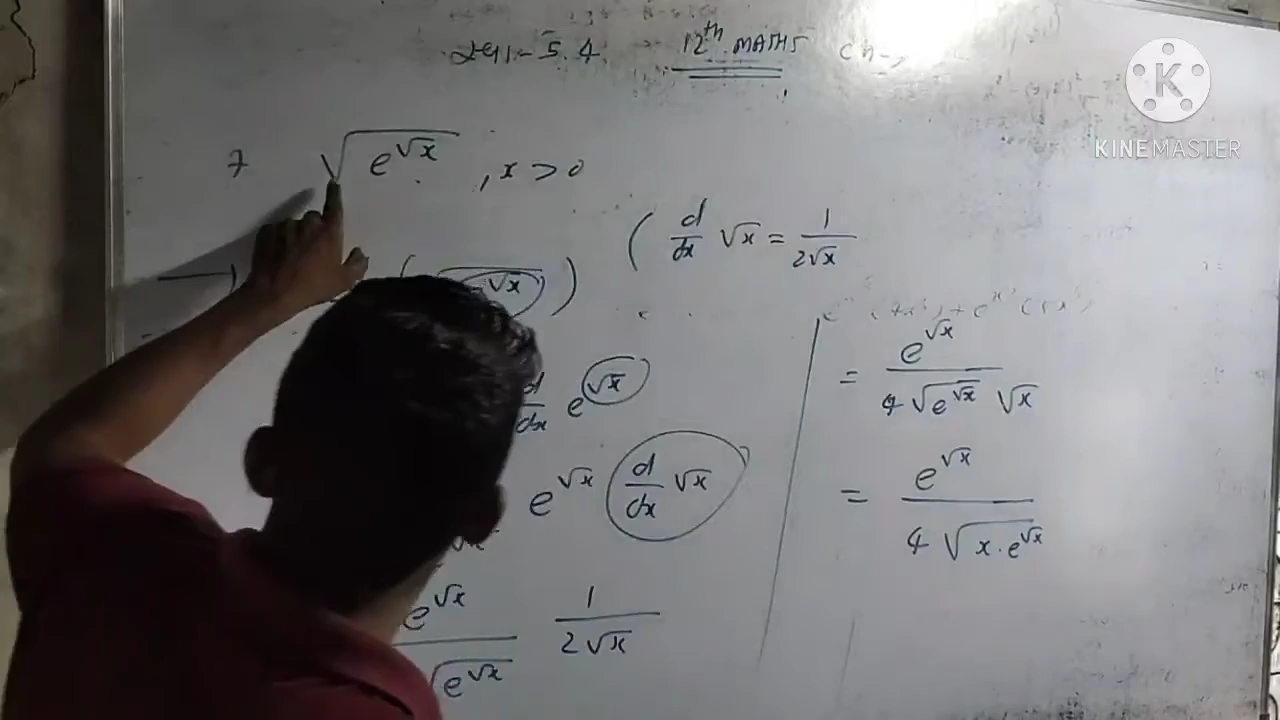 12th MATHS
KINEMASTER
7 √(e^√x) , x > 0
( d/dx √x = 1/(2√x)
√x )
d/dx e^√x
e^√x d/dx √x
e^√x / √(e^√x) 1/(2√x)
= e^√x / (4 √(e^√x) √x)
= e^√x / (4 √(x · e^√x))